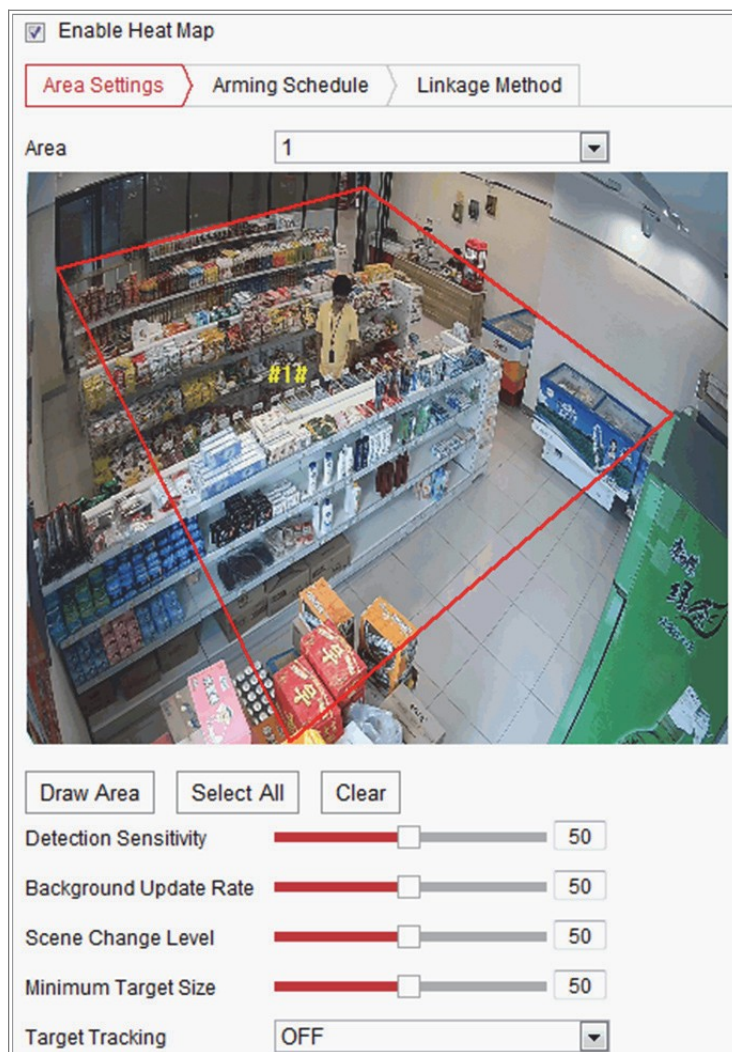 Enable Heat Map
Area Settings
Arming Schedule
Linkage Method
Area
1
#1#
Draw Area
Select All
Clear
Detection Sensitivity
50
Background Update Rate
50
Scene Change Level
50
Minimum Target Size
50
Target Tracking
OFF